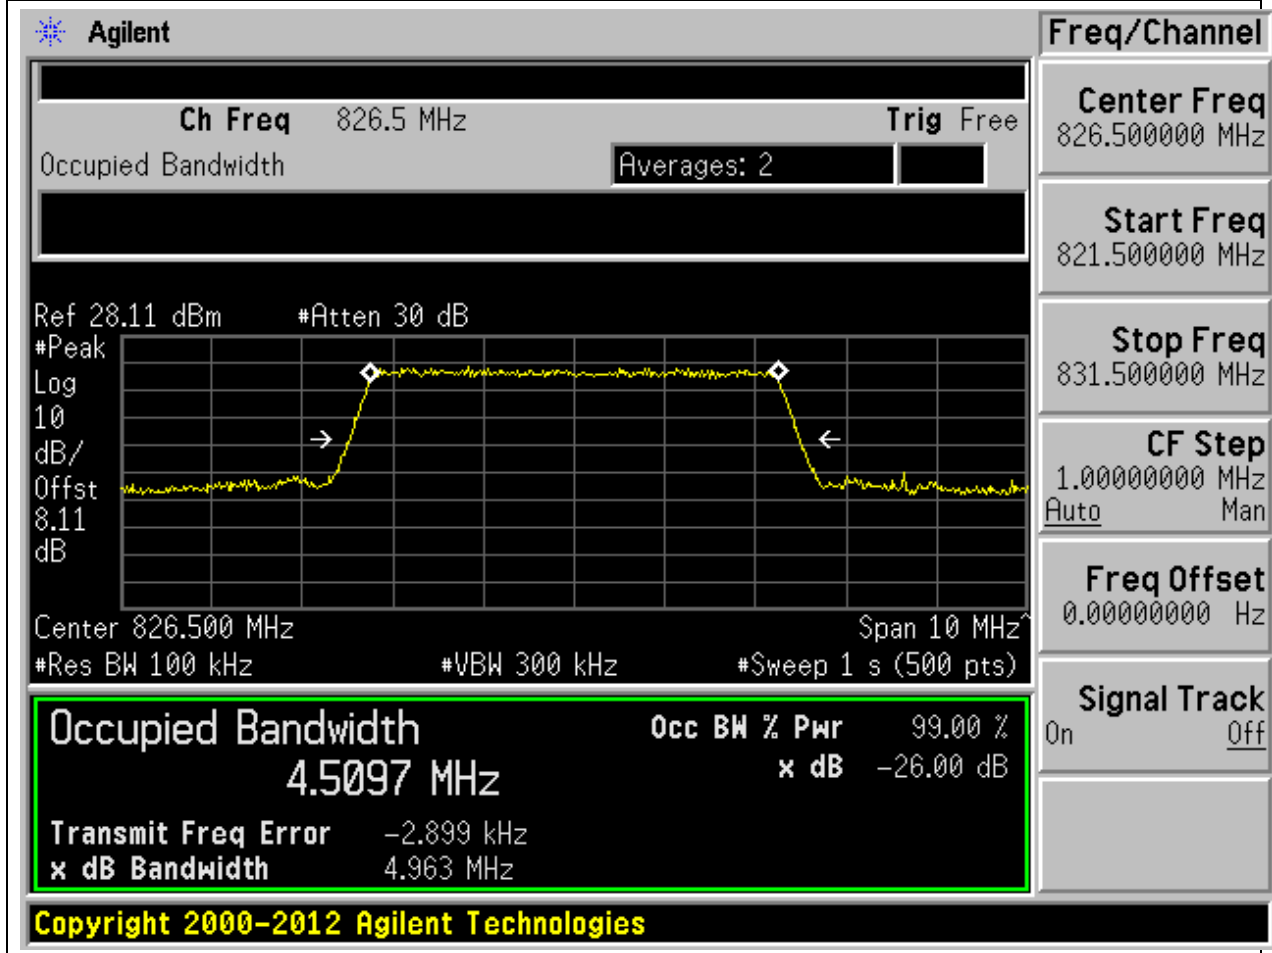 Agilent
Freq/Channel
Ch Freq 826.5 MHz Trig Free
Occupied Bandwidth Averages: 2
Ref 28.11 dBm #Atten 30 dB
#Peak
Log
10
dB/
Offst
8.11
dB
Center 826.500 MHz Span 10 MHz^
#Res BW 100 kHz #VBW 300 kHz #Sweep 1 s (500 pts)
Occupied Bandwidth Occ BW % Pwr 99.00 %
4.5097 MHz x dB -26.00 dB
Transmit Freq Error -2.899 kHz
x dB Bandwidth 4.963 MHz
Copyright 2000-2012 Agilent Technologies
Center Freq
826.500000 MHz
Start Freq
821.500000 MHz
Stop Freq
831.500000 MHz
CF Step
1.00000000 MHz
Auto Man
Freq Offset
0.00000000 Hz
Signal Track
On Off